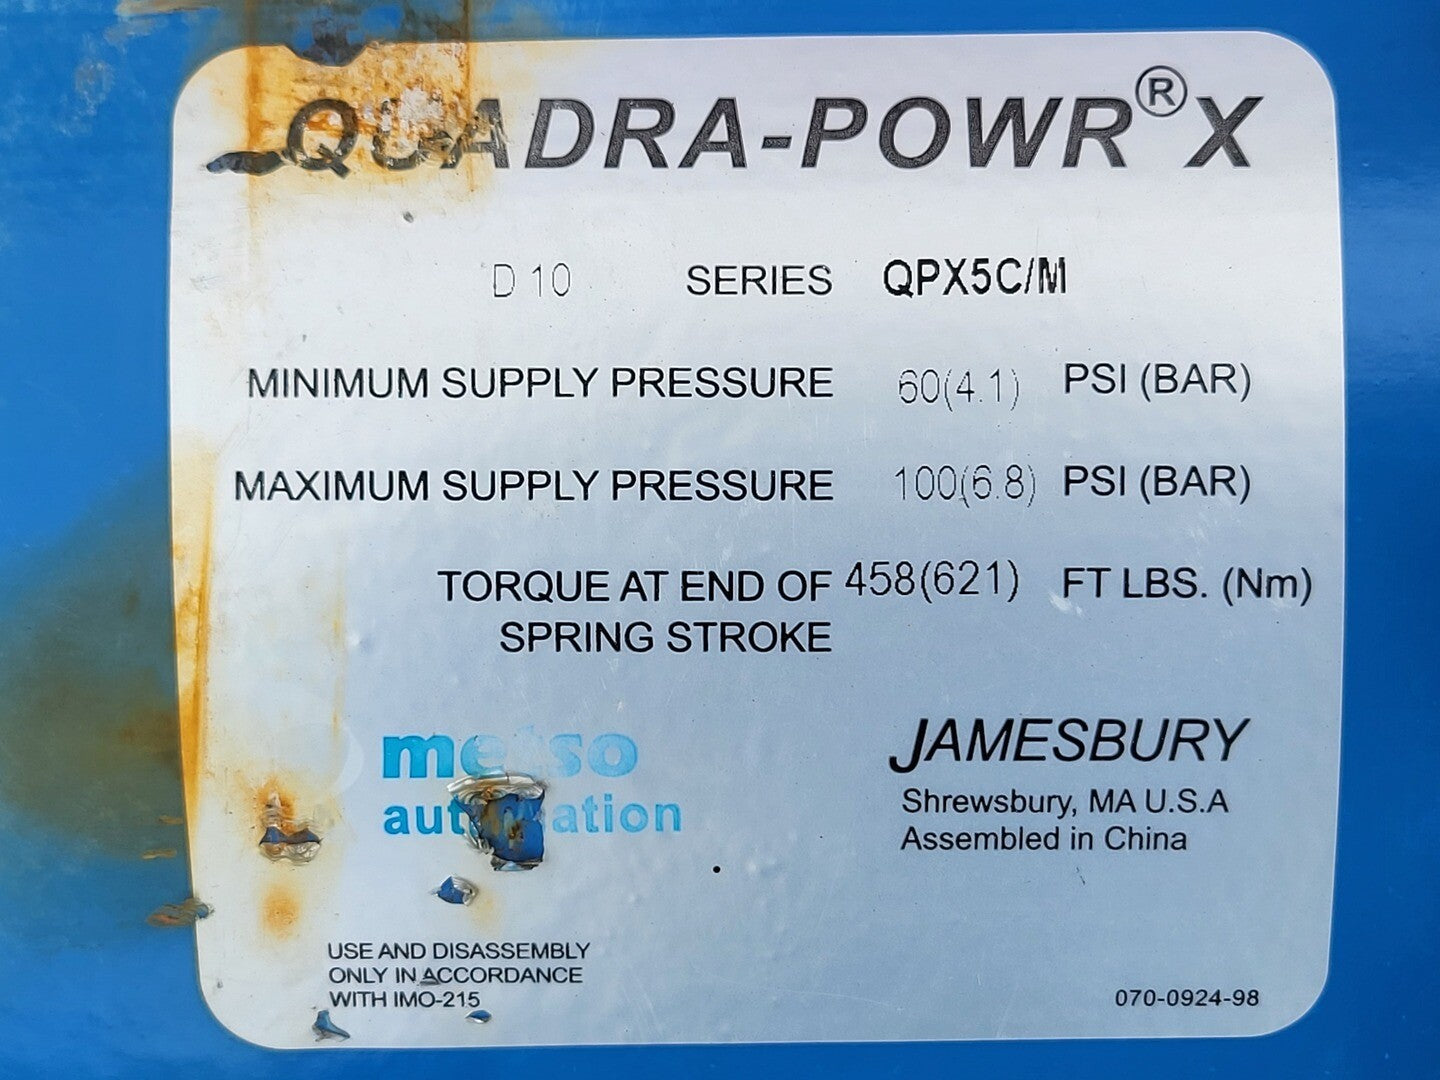 QUADRA-POWR® X
D 10 SERIES QPX5C/M
MINIMUM SUPPLY PRESSURE 60(4.1) PSI (BAR)
MAXIMUM SUPPLY PRESSURE 100(6.8) PSI (BAR)
TORQUE AT END OF 458(621) FT LBS. (Nm)
SPRING STROKE
metso
automation
JAMESBURY
Shrewsbury, MA U.S.A
Assembled in China
USE AND DISASSEMBLY
ONLY IN ACCORDANCE
WITH IMO-215
070-0924-98